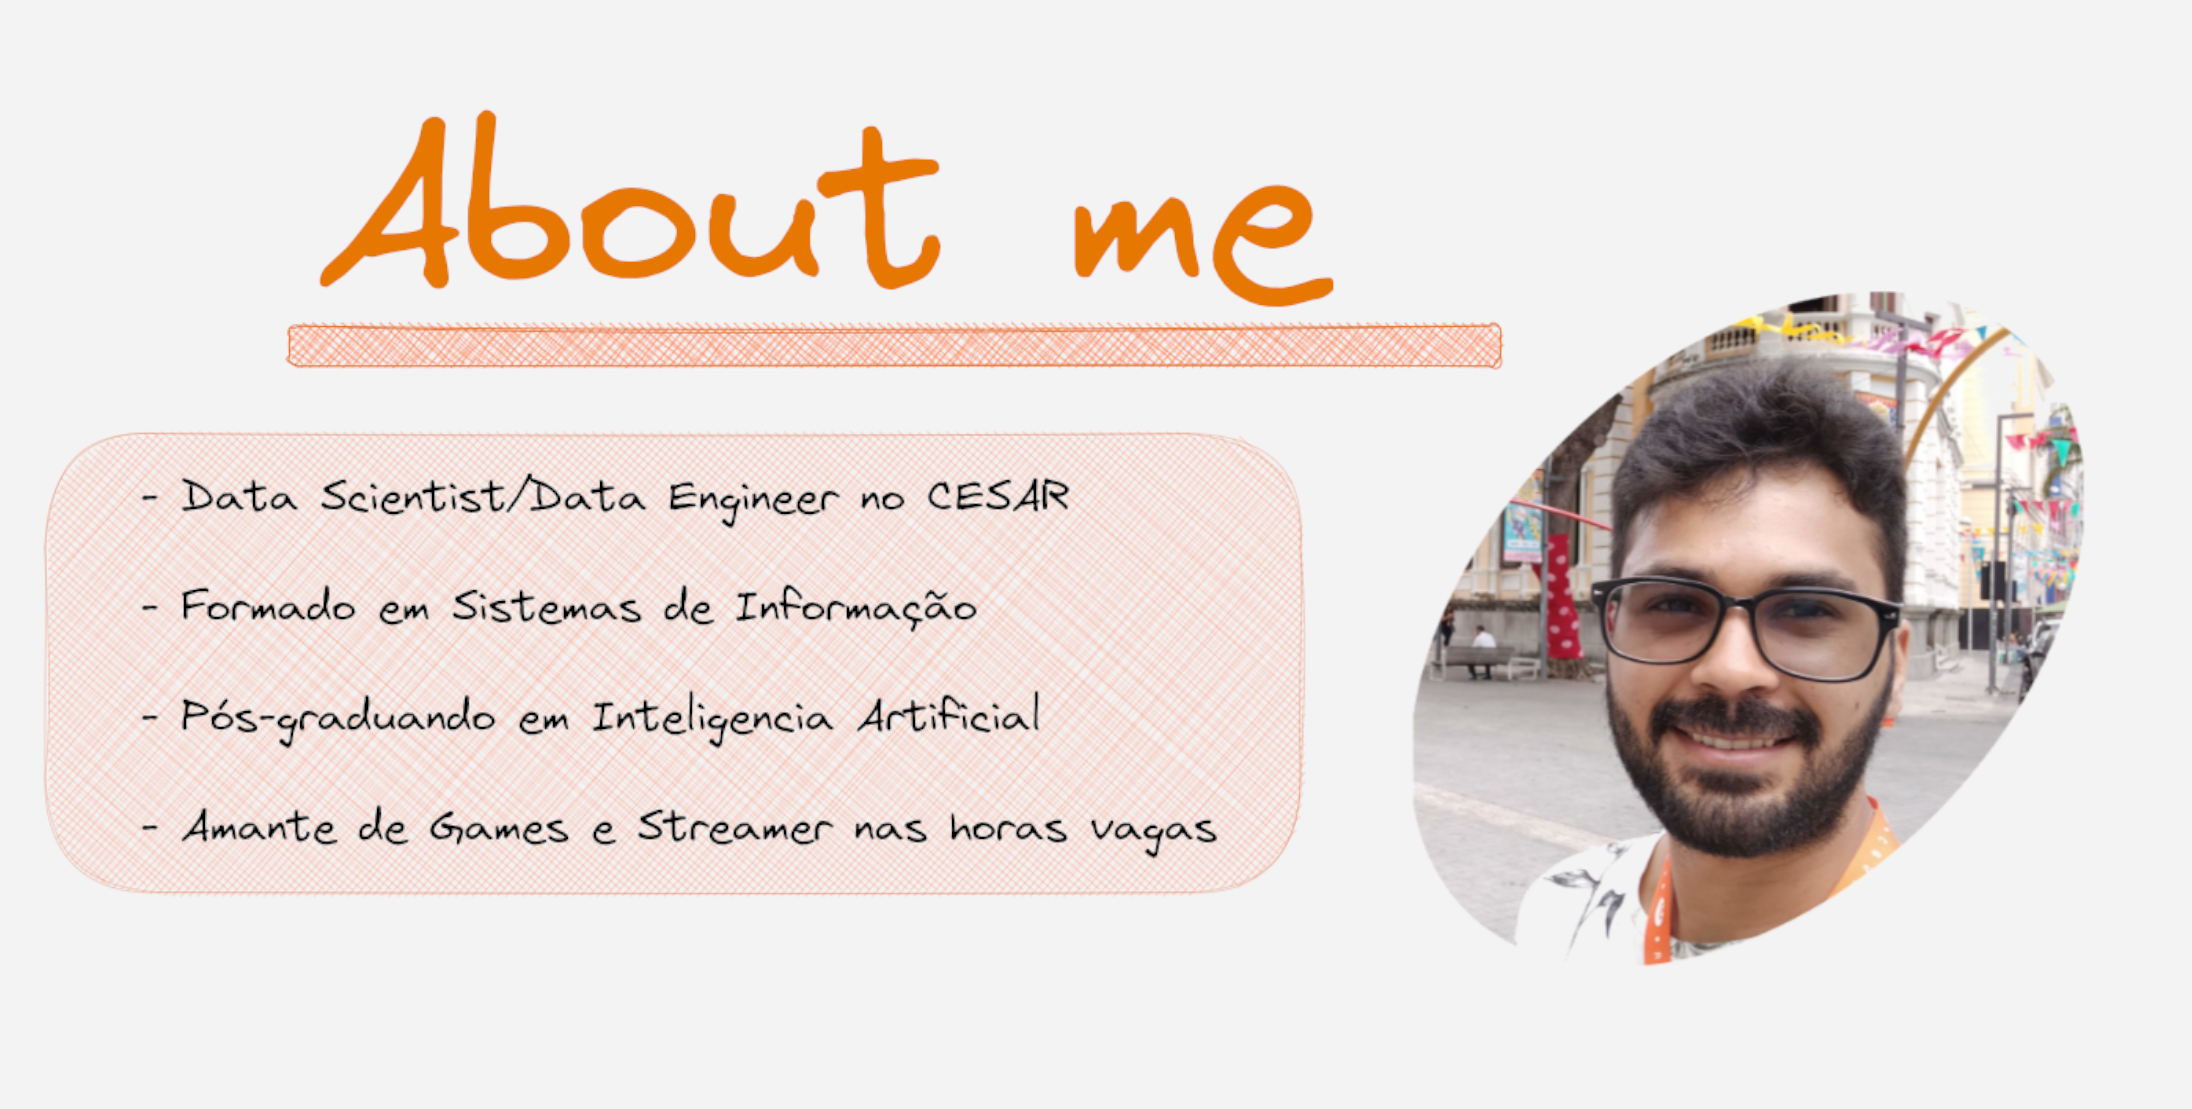 About me
- Data Scientist/Data Engineer no CESAR
- Formado em Sistemas de Informação
- Pós-graduando em Inteligencia Artificial
- Amante de Games e Streamer nas horas vagas